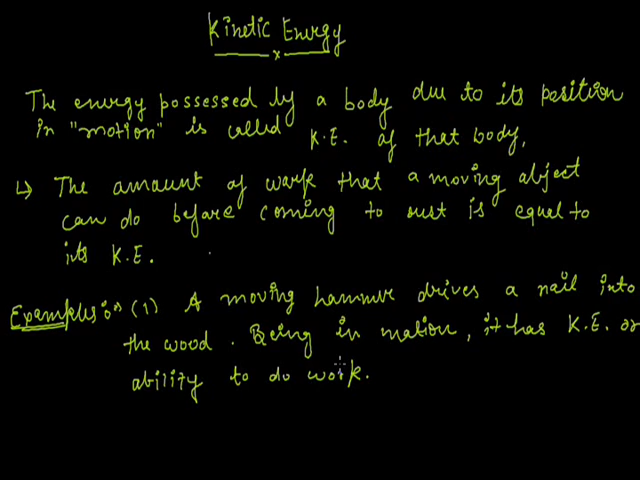 Kinetic Energy
x
The energy possessed by a body due to its position
in "motion" is called K.E. of that body,
↳ The amount of work that a moving object
can do before coming to rust is equal to
its K.E.
Examples:- (1) A moving hammer drives a nail into
the wood. Being in motion, it has K.E. or
ability to do work.